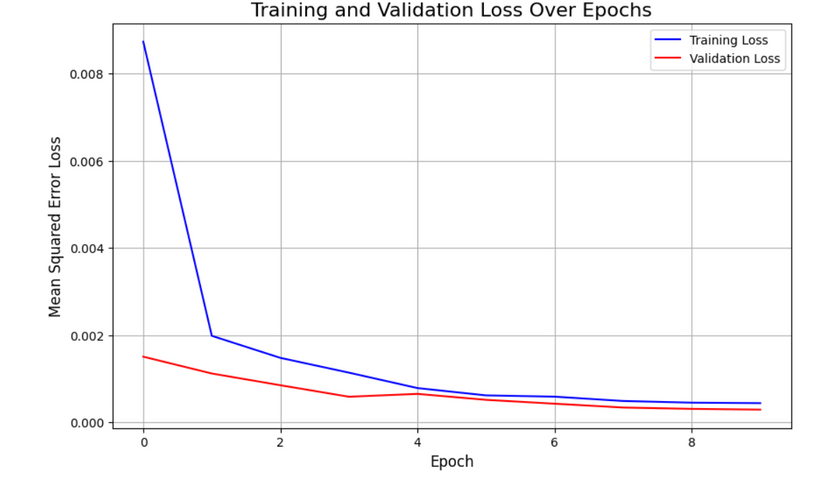 Training and Validation Loss Over Epochs
Training Loss
Validation Loss
Mean Squared Error Loss
0.008
0.006
0.004
0.002
0.000
0 2 4 6 8
Epoch